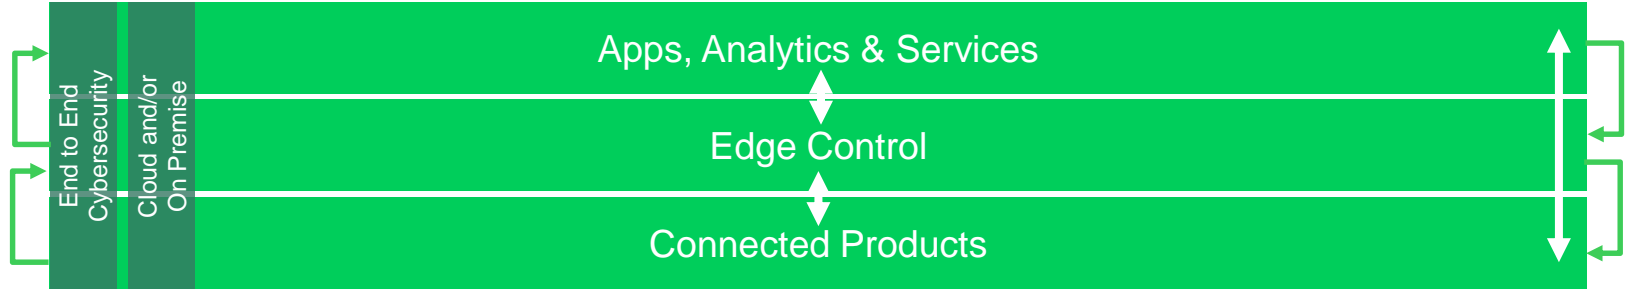 End to End
Cybersecurity
Cloud and/or
On Premise
Apps, Analytics & Services
Edge Control
Connected Products